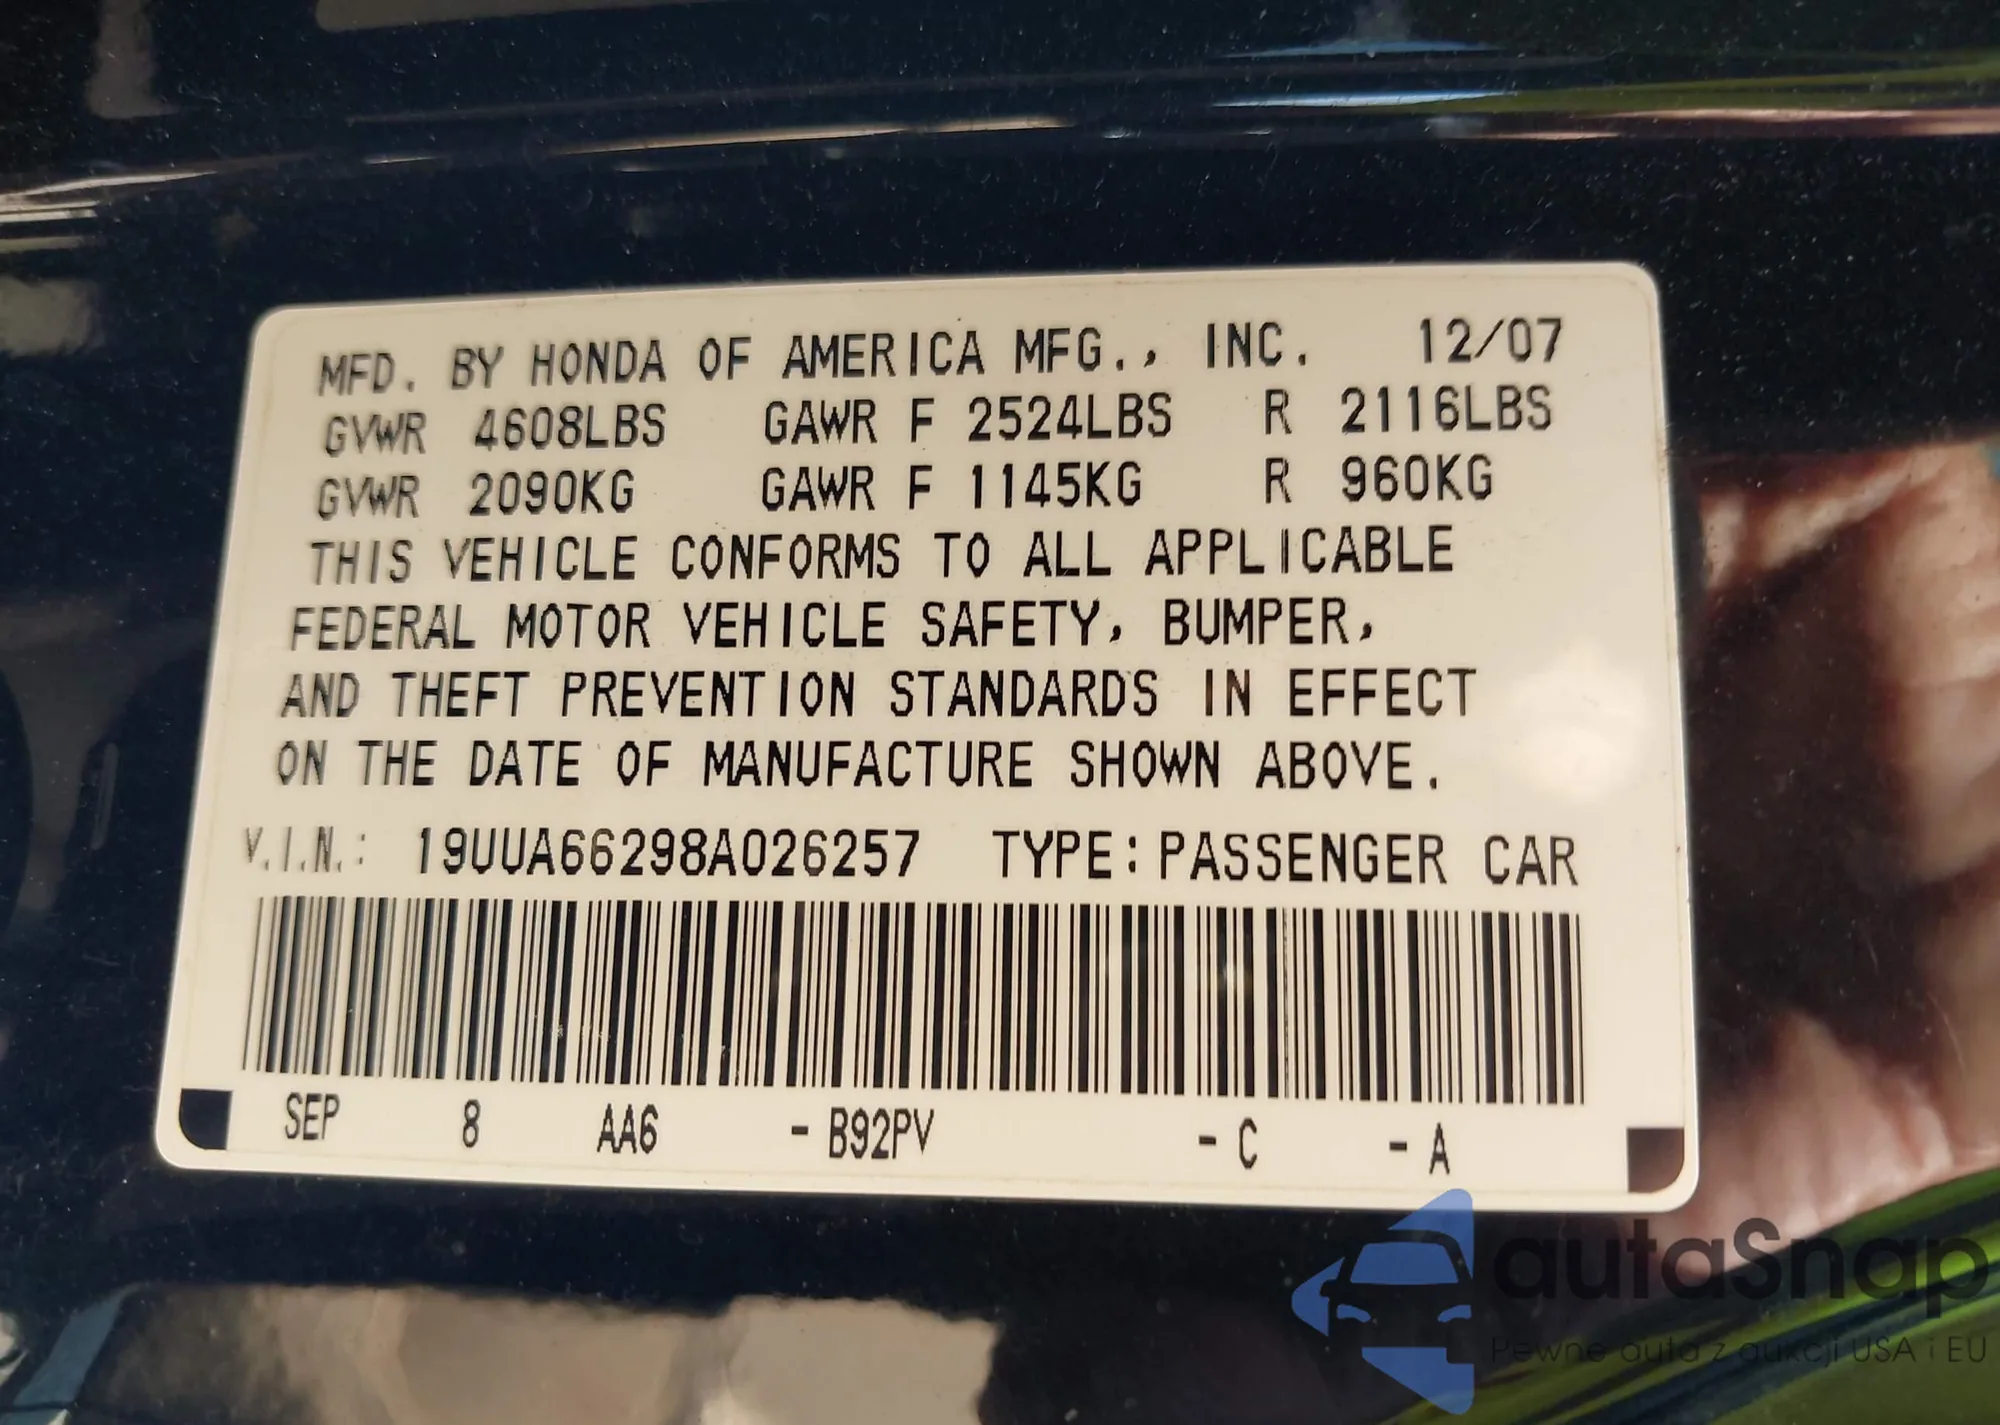 MFD. BY HONDA OF AMERICA MFG., INC. 12/07
GVWR 4608LBS GAWR F 2524LBS R 2116LBS
GVWR 2090KG GAWR F 1145KG R 960KG
THIS VEHICLE CONFORMS TO ALL APPLICABLE
FEDERAL MOTOR VEHICLE SAFETY, BUMPER,
AND THEFT PREVENTION STANDARDS IN EFFECT
ON THE DATE OF MANUFACTURE SHOWN ABOVE.
V.I.N.: 19UUA66298A026257 TYPE: PASSENGER CAR
SEP 8 AA6 - B92PV - C - A
autaSnap
Pewne auta z aukcji USA i EU